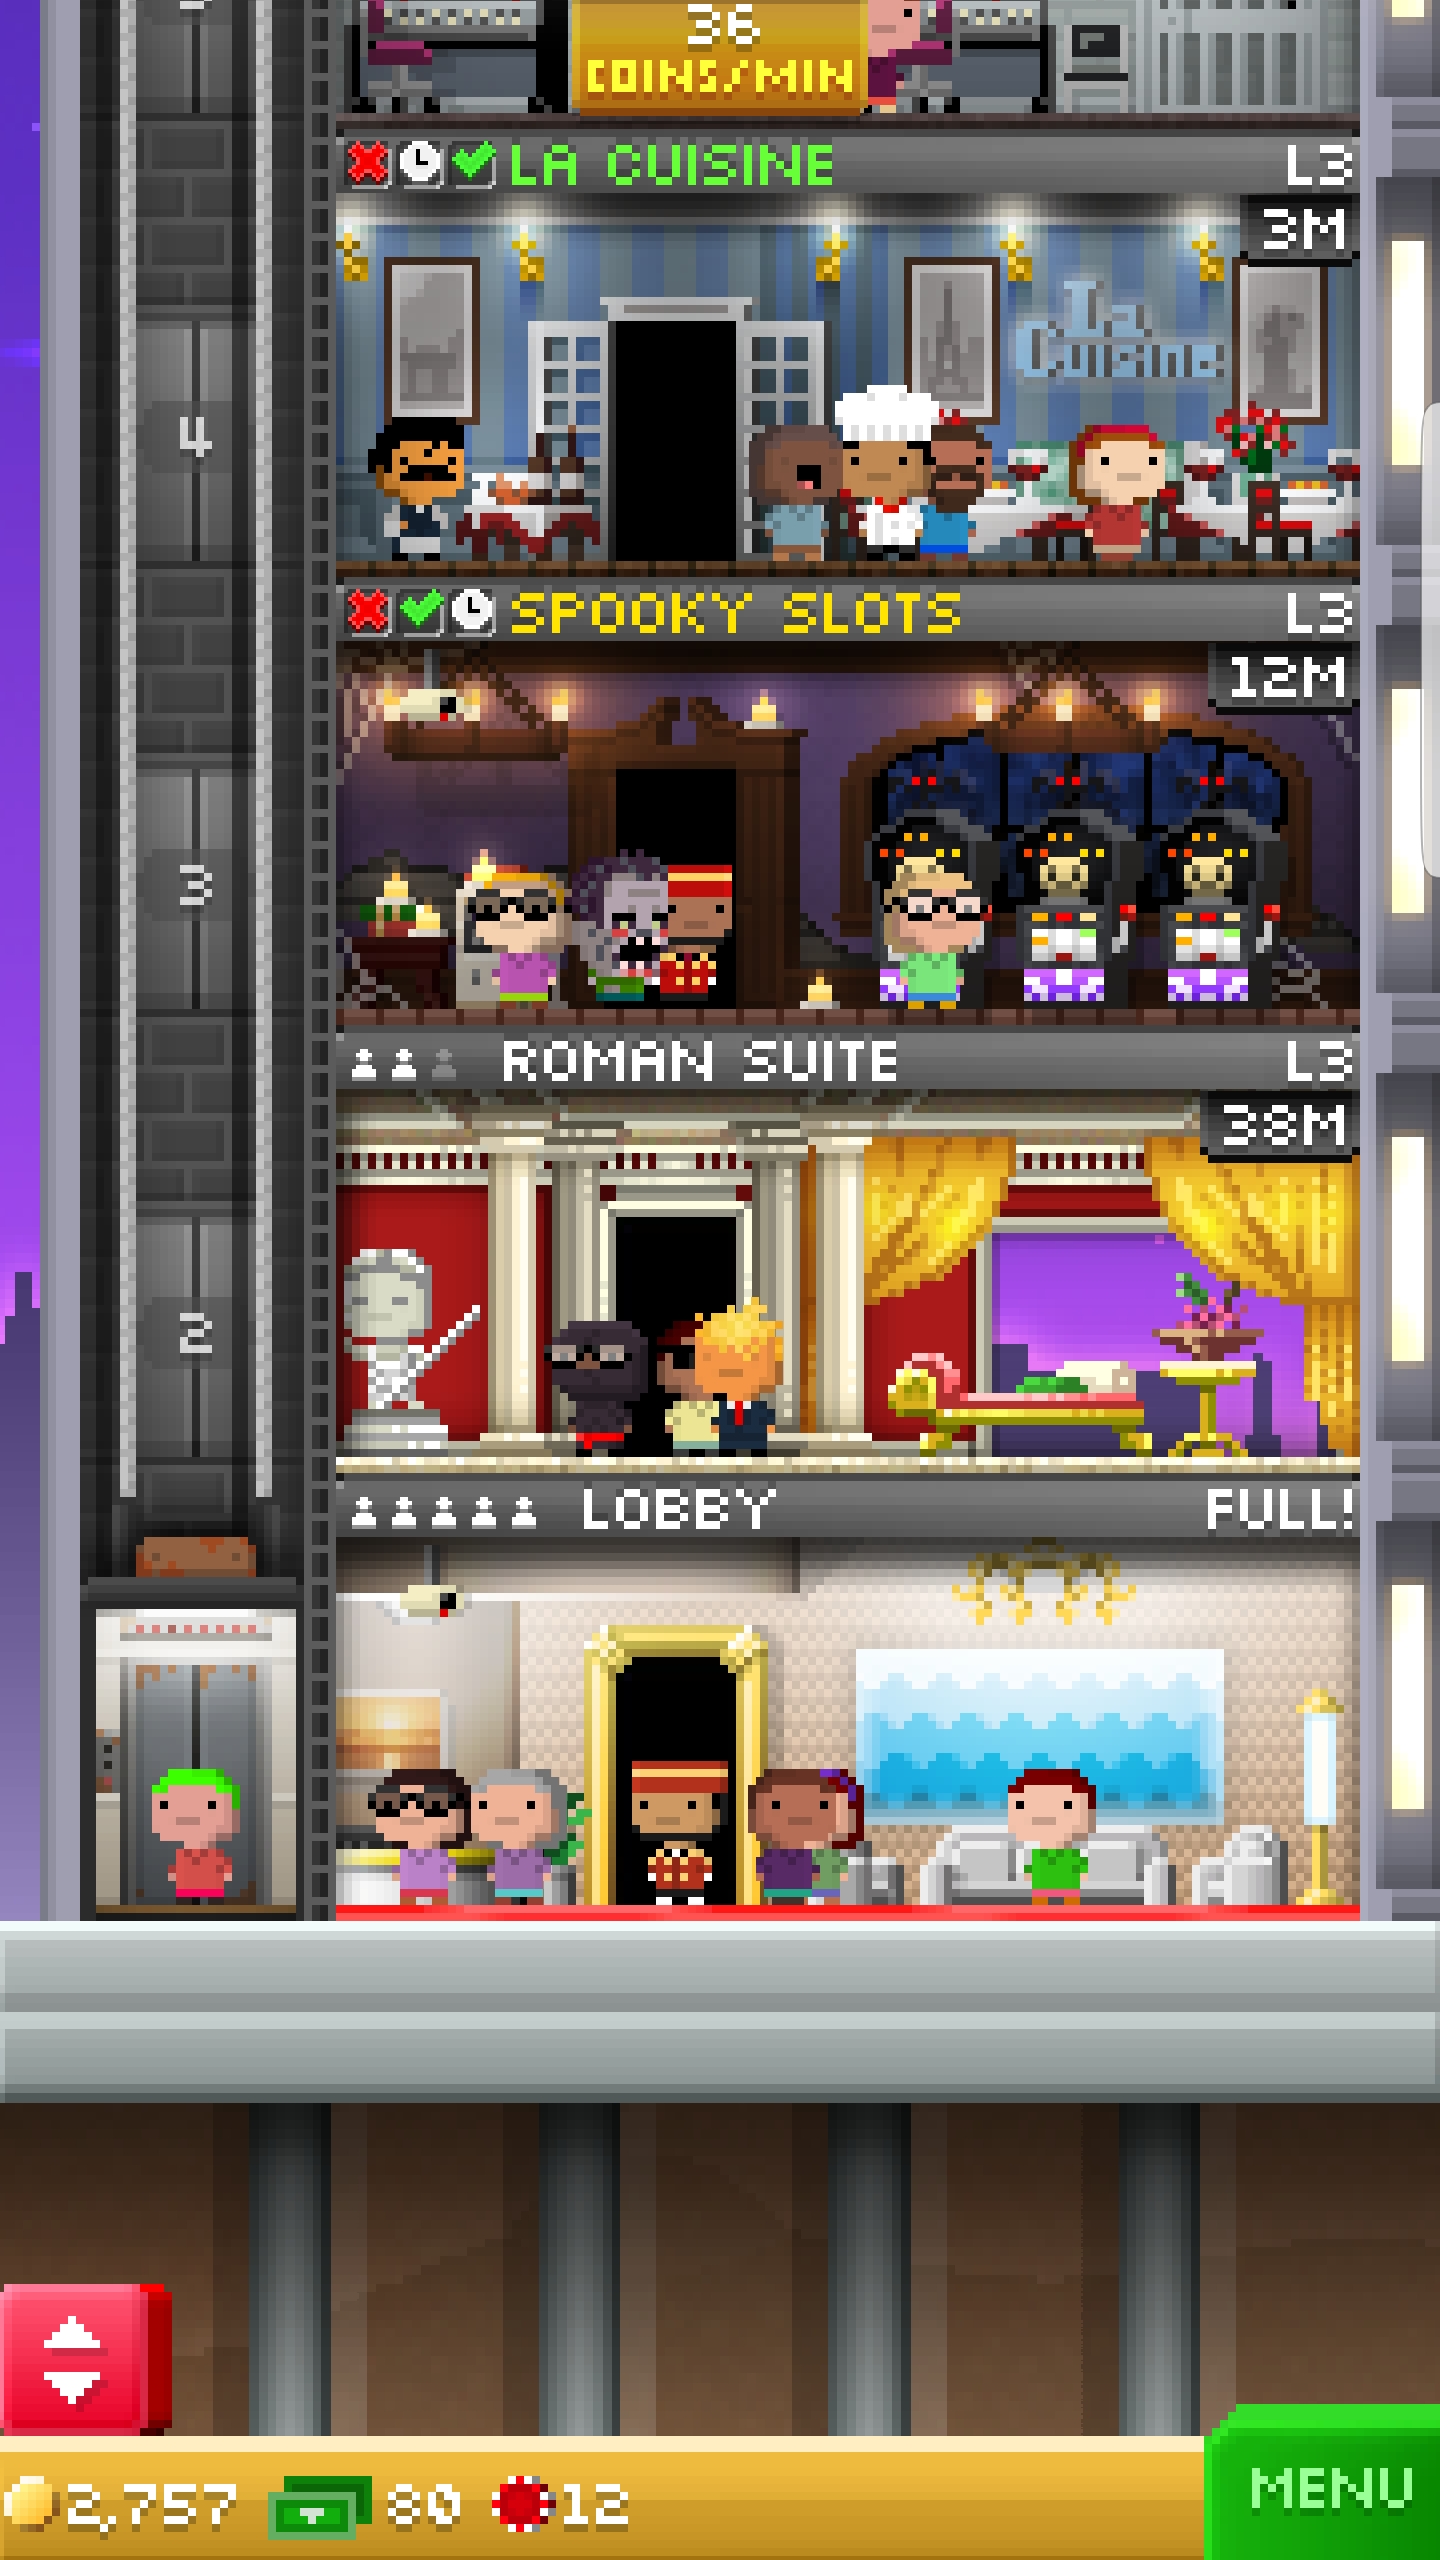 36
COINS/MIN
LA CUISINE L3
3M
La
Cuisine
4
SPOOKY SLOTS L3
12M
3
ROMAN SUITE L3
38M
2
LOBBY FULL!
2,757 80 12
MENU